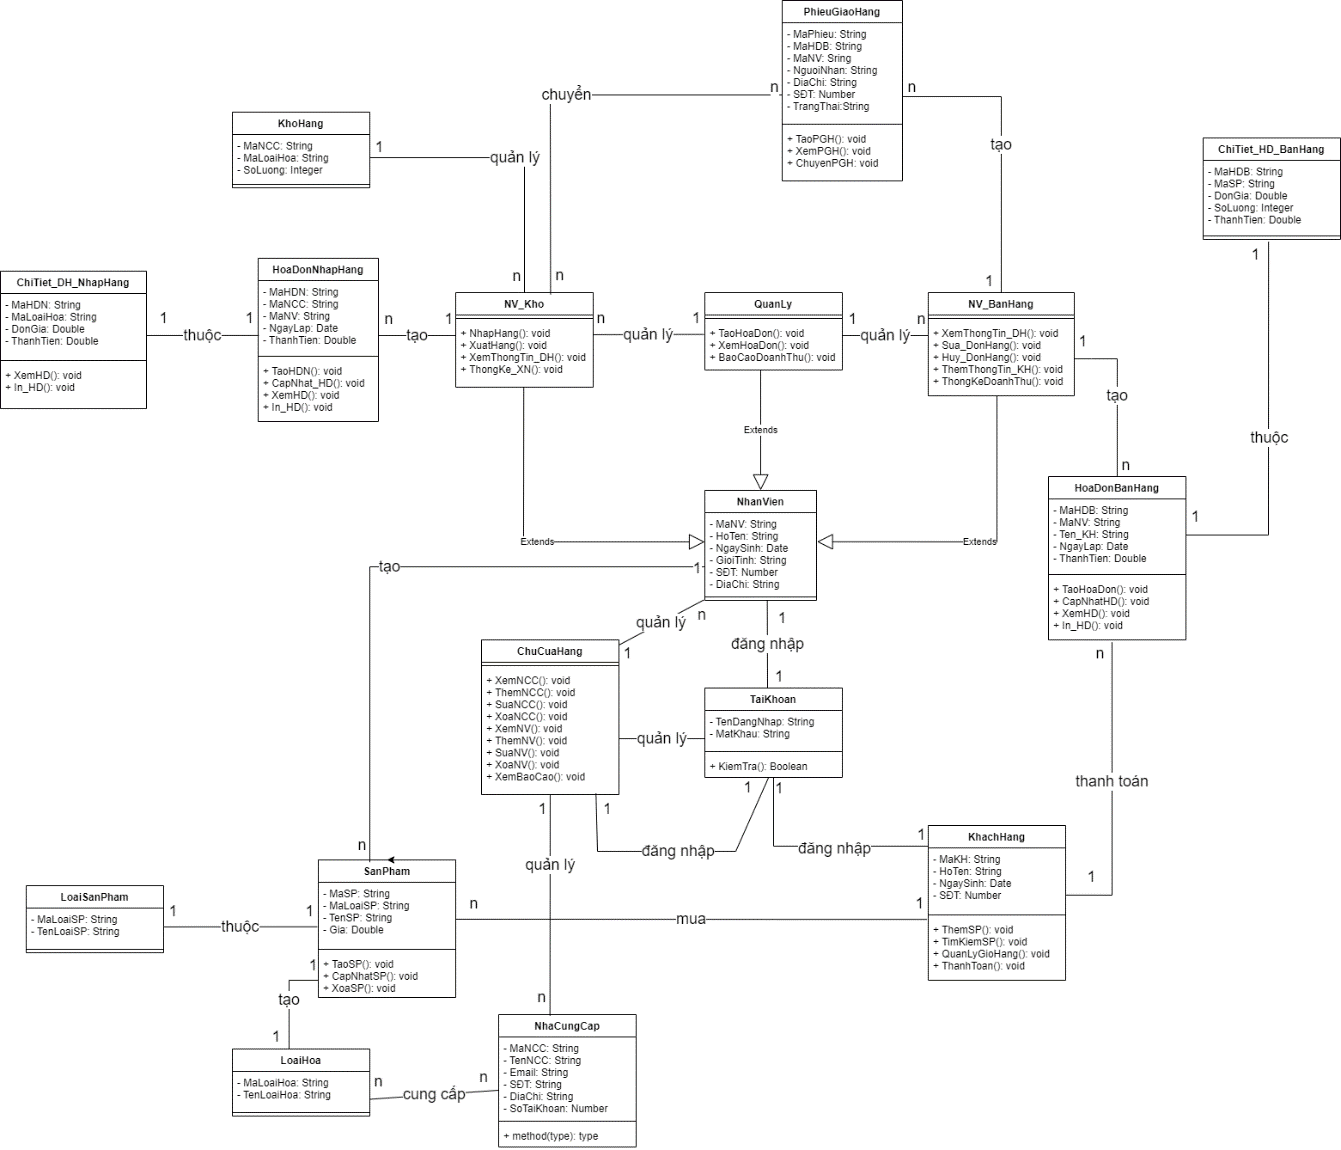 PhieuGiaoHang
- MaPhieu: String
- MaHDB: String
- MaNV: Sring
- NguoiNhan: String
- DiaChi: String
- SĐT: Number
- TrangThai:String
+ TaoPGH(): void
+ XemPGH(): void
+ ChuyenPGH: void
n
chuyển
n
tạo
KhoHang
- MaNCC: String
- MaLoaiHoa: String
- SoLuong: Integer
1
quản lý
n
n
1
ChiTiet_HD_BanHang
- MaHDB: String
- MaSP: String
- DonGia: Double
- SoLuong: Integer
- ThanhTien: Double
1
thuộc
1
ChiTiet_DH_NhapHang
- MaHDN: String
- MaLoaiHoa: String
- DonGia: Double
- ThanhTien: Double
+ XemHD(): void
+ In_HD(): void
1
thuộc
1
HoaDonNhapHang
- MaHDN: String
- MaNCC: String
- MaNV: String
- NgayLap: Date
- ThanhTien: Double
+ TaoHDN(): void
+ CapNhat_HD(): void
+ XemHD(): void
+ In_HD(): void
n
tạo
1
NV_Kho
+ NhapHang(): void
+ XuatHang(): void
+ XemThongTin_DH(): void
+ ThongKe_XN(): void
n
quản lý
1
QuanLy
+ TaoHoaDon(): void
+ XemHoaDon(): void
+ BaoCaoDoanhThu(): void
1
quản lý
n
NV_BanHang
+ XemThongTin_DH(): void
+ Sua_DonHang(): void
+ Huy_DonHang(): void
+ ThemThongTin_KH(): void
+ ThongKeDoanhThu(): void
1
tạo
n
Extends
Extends
Extends
NhanVien
- MaNV: String
- HoTen: String
- NgaySinh: Date
- GioiTinh: String
- SĐT: Number
- DiaChi: String
HoaDonBanHang
- MaHDB: String
- MaNV: String
- Ten_KH: String
- NgayLap: Date
- ThanhTien: Double
+ TaoHoaDon(): void
+ CapNhatHD(): void
+ XemHD(): void
+ In_HD(): void
n
thanh toán
1
tạo
1
n
n
quản lý
1
1
đăng nhập
1
ChuCuaHang
+ XemNCC(): void
+ ThemNCC(): void
+ SuaNCC(): void
+ XoaNCC(): void
+ XemNV(): void
+ ThemNV(): void
+ SuaNV(): void
+ XoaNV(): void
+ XemBaoCao(): void
quản lý
TaiKhoan
- TenDangNhap: String
- MatKhau: String
+ KiemTra(): Boolean
1
1
1
1
đăng nhập
đăng nhập
1
quản lý
n
KhachHang
- MaKH: String
- HoTen: String
- NgaySinh: Date
- SĐT: Number
+ ThemSP(): void
+ TimKiemSP(): void
+ QuanLyGioHang(): void
+ ThanhToan(): void
LoaiSanPham
- MaLoaiSP: String
- TenLoaiSP: String
1
thuộc
1
SanPham
- MaSP: String
- MaLoaiSP: String
- TenSP: String
- Gia: Double
+ TaoSP(): void
+ CapNhatSP(): void
+ XoaSP(): void
n
mua
1
1
tạo
1
LoaiHoa
- MaLoaiHoa: String
- TenLoaiHoa: String
n
cung cấp
n
NhaCungCap
- MaNCC: String
- TenNCC: String
- Email: String
- SĐT: String
- DiaChi: String
- SoTaiKhoan: Number
+ method(type): type